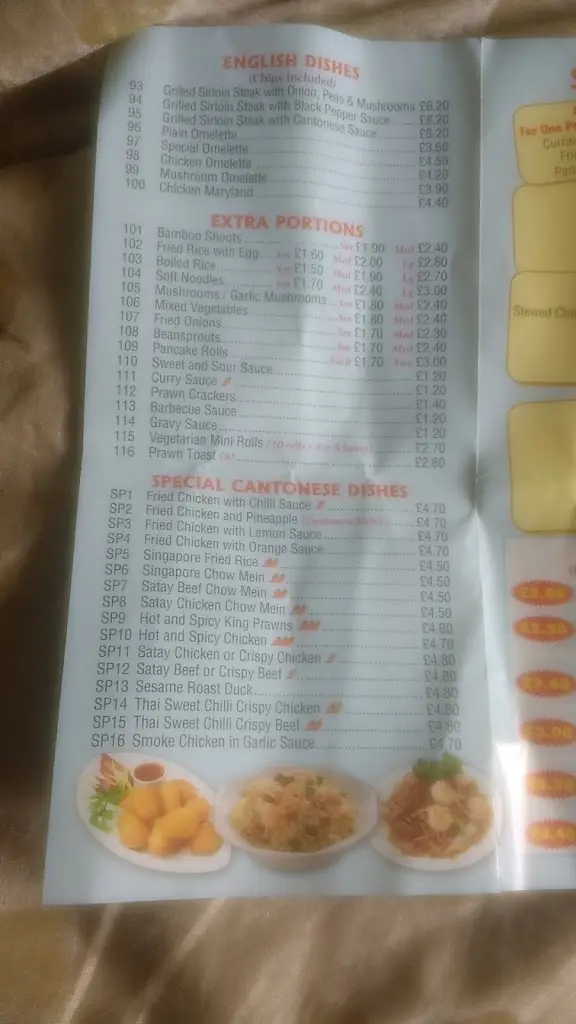 ENGLISH DISHES
(Chips Included)
93 Grilled Sirloin Steak with Onion, Peas & Mushrooms £8.20
94 Grilled Sirloin Steak with Black Pepper Sauce £8.20
95 Grilled Sirloin Steak with Cantonese Sauce £8.20
96 Plain Omelette £3.60
97 Special Omelette £4.50
98 Chicken Omelette £4.20
99 Mushroom Omelette £3.90
100 Chicken Maryland £4.40
EXTRA PORTIONS
101 Bamboo Shoots Sm £1.90 Med £2.40
102 Fried Rice with Egg Sm £1.60 Med £2.00 Lg £2.80
103 Boiled Rice Sm £1.50 Med £1.90 Lg £2.70
104 Soft Noodles Sm £1.70 Med £2.40 Lg £3.00
105 Mushrooms / Garlic Mushrooms Sm £1.80 Med £2.40
106 Mixed Vegetables Sm £1.80 Med £2.40
107 Fried Onions Sm £1.70 Med £2.30
108 Beansprouts Sm £1.70 Med £2.40
109 Pancake Rolls Each £1.70 Two £3.00
110 Sweet and Sour Sauce £1.20
111 Curry Sauce £1.20
112 Prawn Crackers £1.40
113 Barbecue Sauce £1.20
114 Gravy Sauce £1.20
115 Vegetarian Mini Rolls £2.70
116 Prawn Toast £2.80
SPECIAL CANTONESE DISHES
SP1 Fried Chicken with Chilli Sauce £4.70
SP2 Fried Chicken and Pineapple (Cantonese Style) £4.70
SP3 Fried Chicken with Lemon Sauce £4.70
SP4 Fried Chicken with Orange Sauce £4.70
SP5 Singapore Fried Rice £4.50
SP6 Singapore Chow Mein £4.50
SP7 Satay Beef Chow Mein £4.50
SP8 Satay Chicken Chow Mein £4.50
SP9 Hot and Spicy King Prawns £4.80
SP10 Hot and Spicy Chicken £4.70
SP11 Satay Chicken or Crispy Chicken £4.80
SP12 Satay Beef or Crispy Beef £4.80
SP13 Sesame Roast Duck £4.80
SP14 Thai Sweet Chilli Crispy Chicken £4.80
SP15 Thai Sweet Chilli Crispy Beef £4.80
SP16 Smoke Chicken in Garlic Sauce £4.70
For One